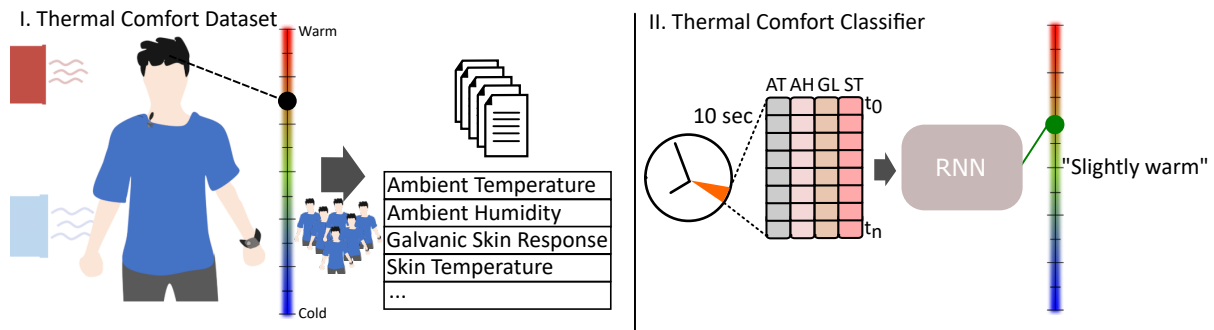 I. Thermal Comfort Dataset
Warm
Cold
Ambient Temperature
Ambient Humidity
Galvanic Skin Response
Skin Temperature
...
II. Thermal Comfort Classifier
10 sec
AT AH GL ST
t0
tn
RNN
"Slightly warm"